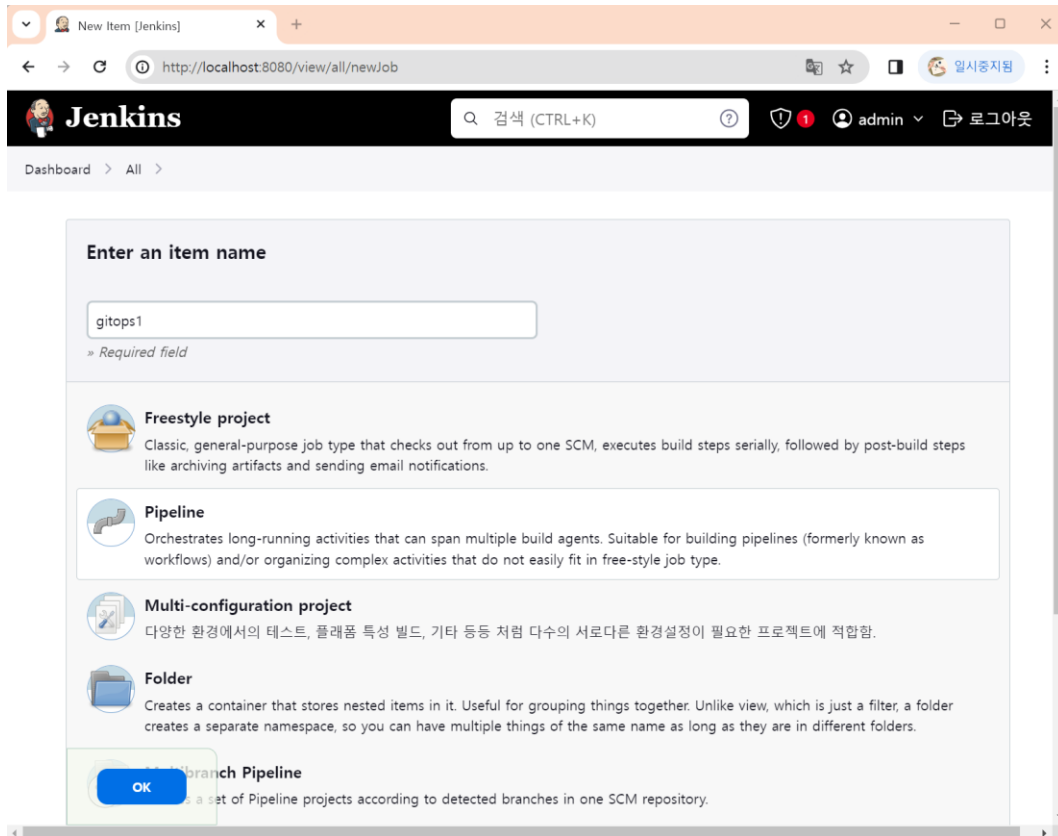 New Item [Jenkins]
http://localhost:8080/view/all/newJob
일시중지됨
Jenkins
검색 (CTRL+K)
1
admin
로그아웃
Dashboard
All
Enter an item name
gitops1
» Required field
Freestyle project
Classic, general-purpose job type that checks out from up to one SCM, executes build steps serially, followed by post-build steps
like archiving artifacts and sending email notifications.
Pipeline
Orchestrates long-running activities that can span multiple build agents. Suitable for building pipelines (formerly known as
workflows) and/or organizing complex activities that do not easily fit in free-style job type.
Multi-configuration project
다양한 환경에서의 테스트, 플래폼 특성 빌드, 기타 등등 처럼 다수의 서로다른 환경설정이 필요한 프로젝트에 적합함.
Folder
Creates a container that stores nested items in it. Useful for grouping things together. Unlike view, which is just a filter, a folder
creates a separate namespace, so you can have multiple things of the same name as long as they are in different folders.
Pipeline
OK
a set of Pipeline projects according to detected branches in one SCM repository.